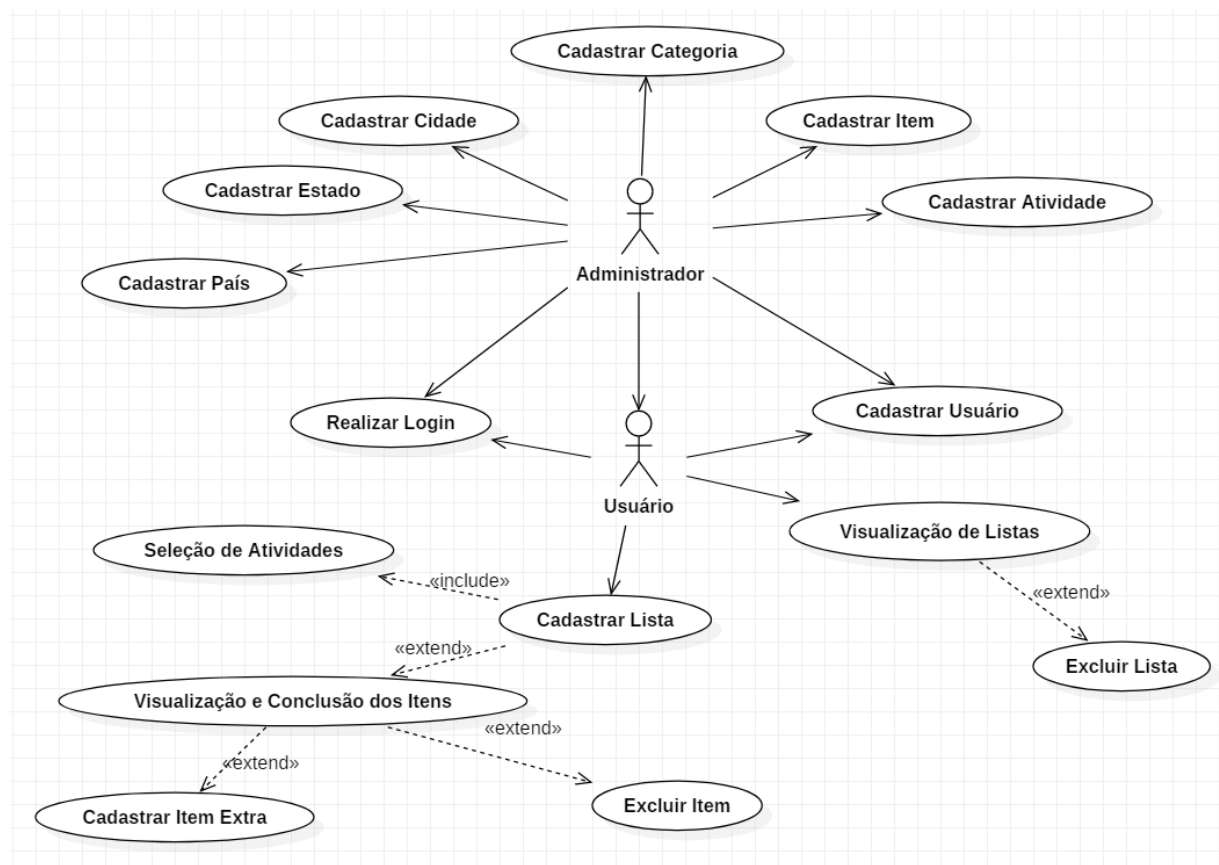 Cadastrar Categoria
Cadastrar Cidade
Cadastrar Item
Cadastrar Estado
Cadastrar Atividade
Cadastrar País
Administrador
Realizar Login
Cadastrar Usuário
Usuário
Visualização de Listas
Seleção de Atividades
«include»
«extend»
Cadastrar Lista
«extend»
Excluir Lista
Visualização e Conclusão dos Itens
«extend»
«extend»
Excluir Item
Cadastrar Item Extra